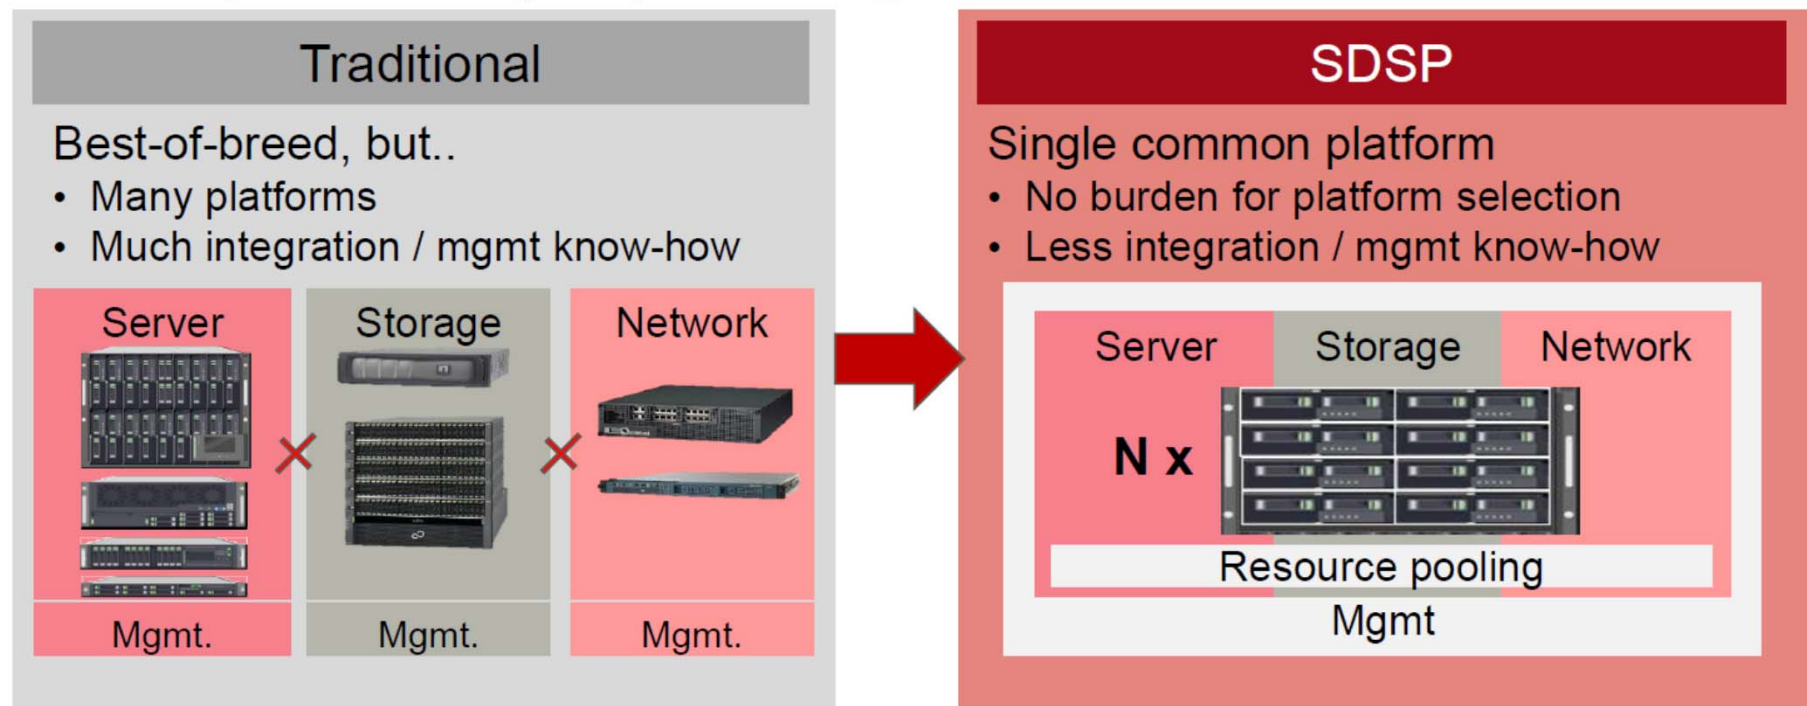 Traditional
Best-of-breed, but..
• Many platforms
• Much integration / mgmt know-how
Server
Storage
Network
Mgmt.
Mgmt.
Mgmt.
SDSP
Single common platform
• No burden for platform selection
• Less integration / mgmt know-how
Server
Storage
Network
N x
Resource pooling
Mgmt